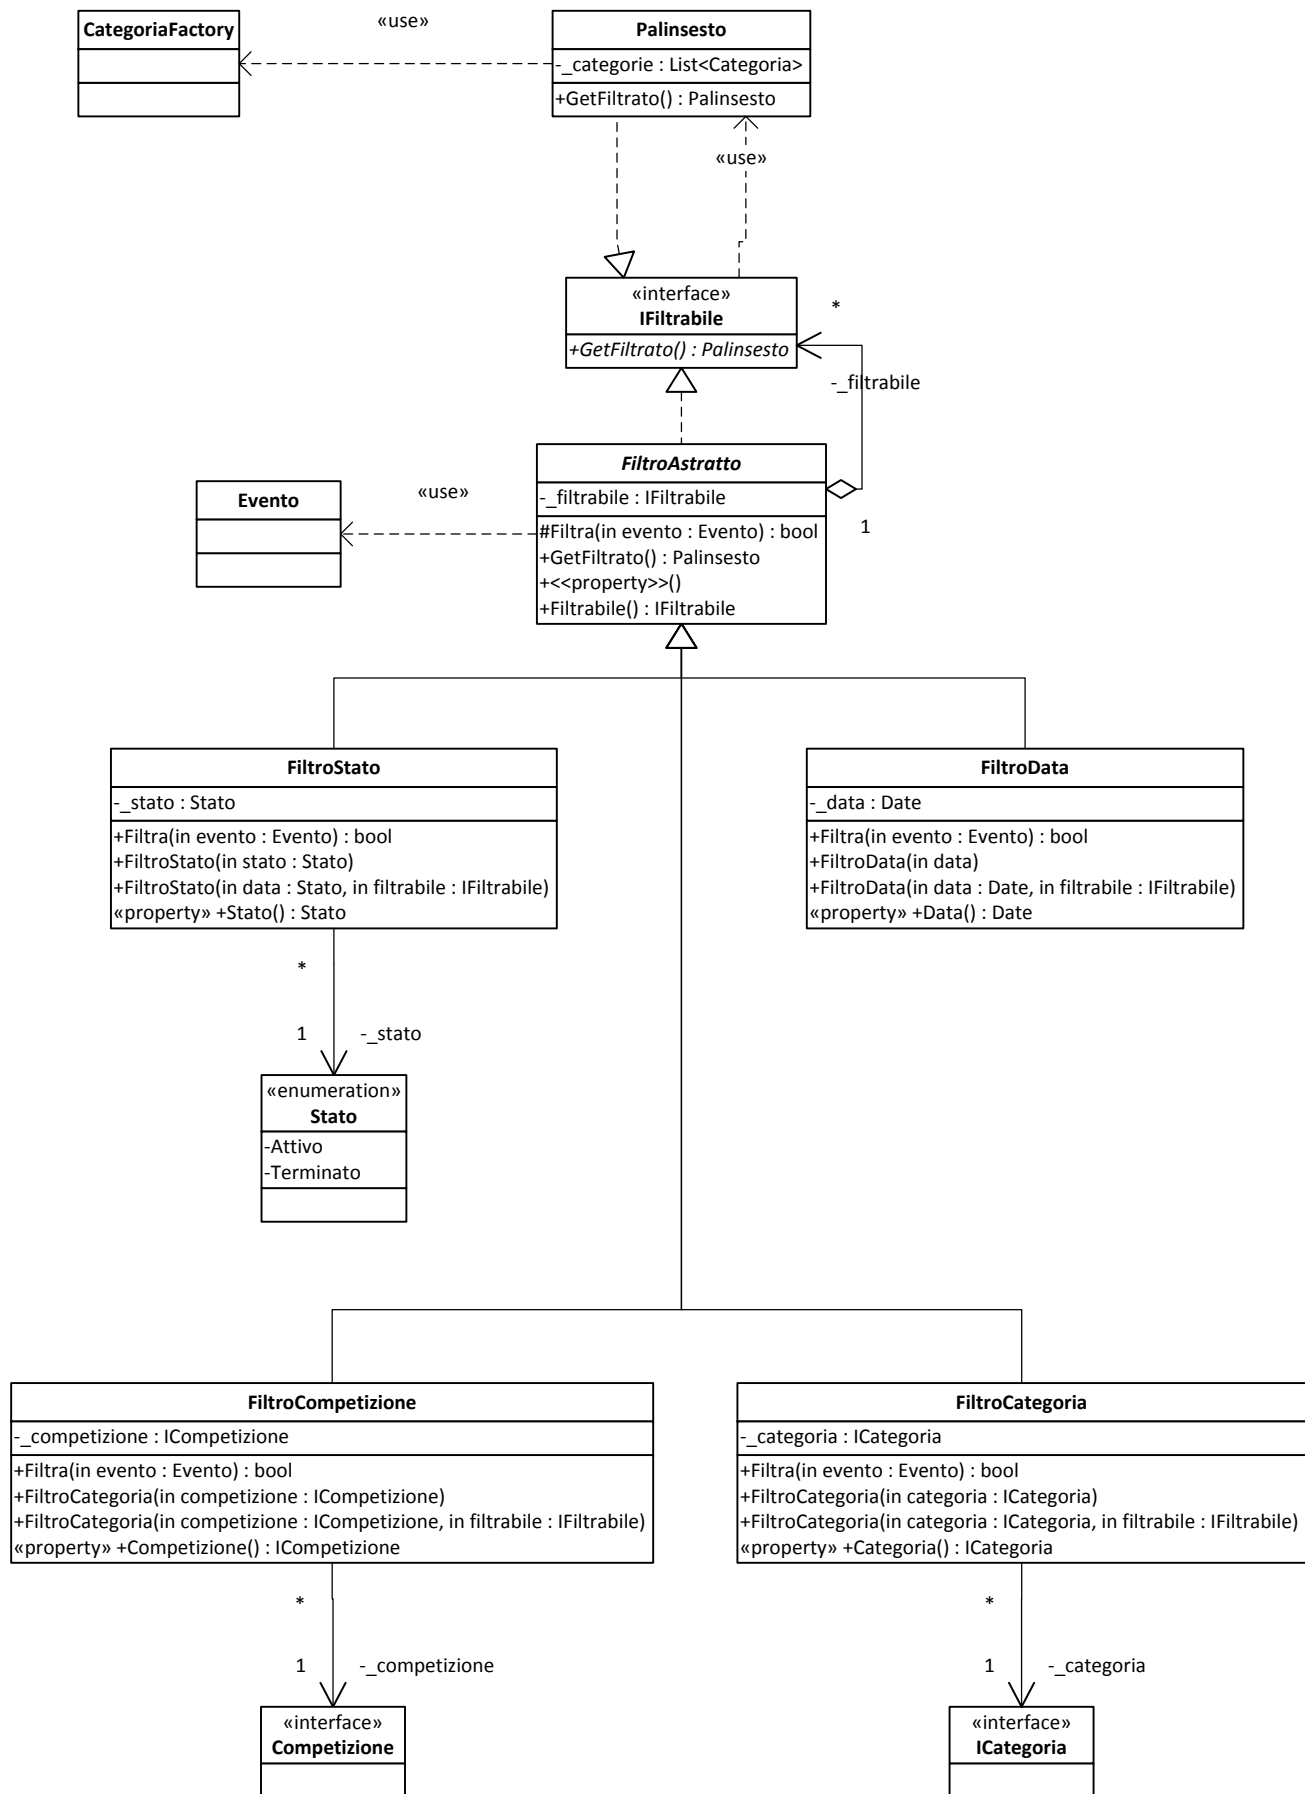 CategoriaFactory
«use»
Palinsesto
-_categorie : List<Categoria>
+GetFiltrato() : Palinsesto
«use»
«interface»
IFiltrabile
+GetFiltrato() : Palinsesto
*
-_filtrabile
FiltroAstratto
-_filtrabile : IFiltrabile
#Filtra(in evento : Evento) : bool
+GetFiltrato() : Palinsesto
+<<property>>()
+Filtrabile() : IFiltrabile
1
Evento
«use»
FiltroStato
-_stato : Stato
+Filtra(in evento : Evento) : bool
+FiltroStato(in stato : Stato)
+FiltroStato(in data : Stato, in filtrabile : IFiltrabile)
«property» +Stato() : Stato
FiltroData
-_data : Date
+Filtra(in evento : Evento) : bool
+FiltroData(in data)
+FiltroData(in data : Date, in filtrabile : IFiltrabile)
«property» +Data() : Date
*
1
-_stato
«enumeration»
Stato
-Attivo
-Terminato
FiltroCompetizione
-_competizione : ICompetizione
+Filtra(in evento : Evento) : bool
+FiltroCategoria(in competizione : ICompetizione)
+FiltroCategoria(in competizione : ICompetizione, in filtrabile : IFiltrabile)
«property» +Competizione() : ICompetizione
FiltroCategoria
-_categoria : ICategoria
+Filtra(in evento : Evento) : bool
+FiltroCategoria(in categoria : ICategoria)
+FiltroCategoria(in categoria : ICategoria, in filtrabile : IFiltrabile)
«property» +Categoria() : ICategoria
*
1
-_competizione
«interface»
Competizione
*
1
-_categoria
«interface»
ICategoria